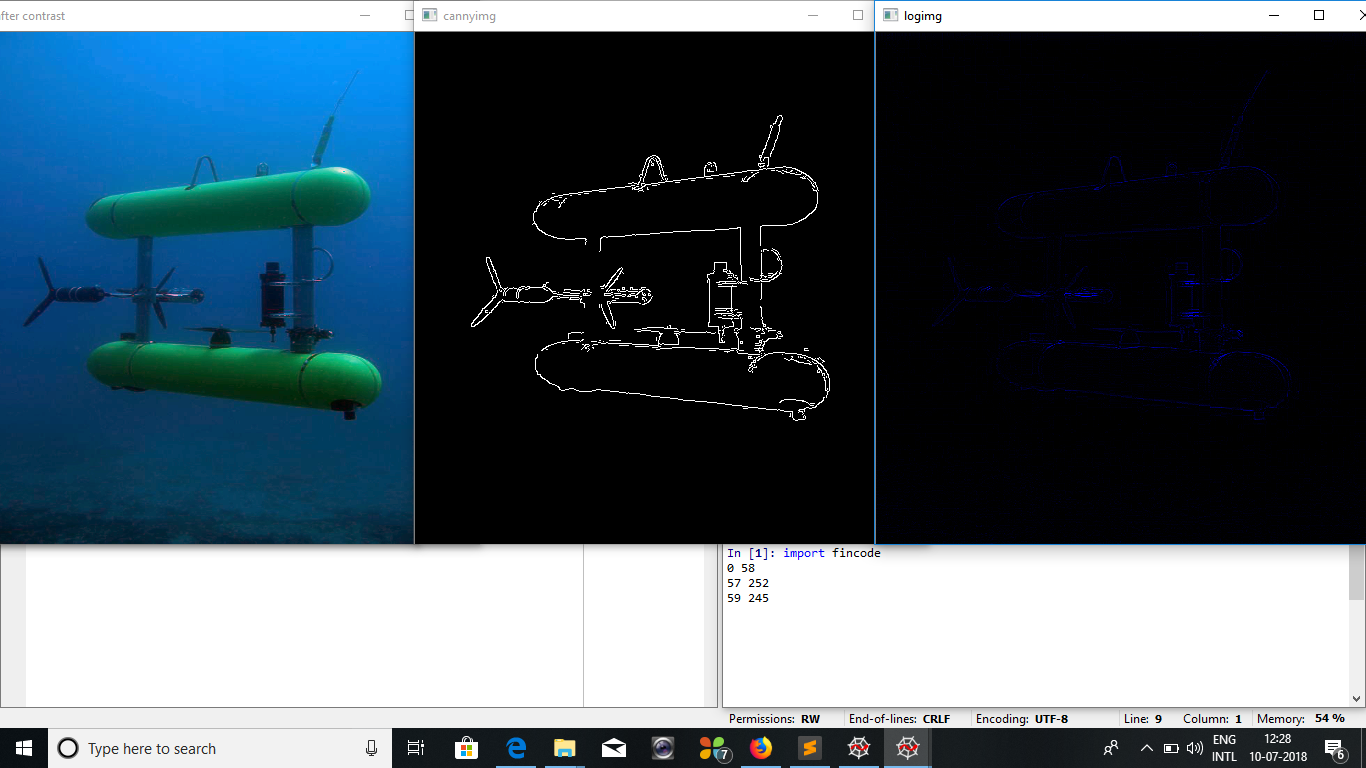 fter contrast
cannyimg
logimg
In [1]: import fincode
0 58
57 252
59 245
Permissions: RW End-of-lines: CRLF Encoding: UTF-8 Line: 9 Column: 1 Memory: 54 %
Type here to search
7
ENG
INTL
12:28
10-07-2018
6